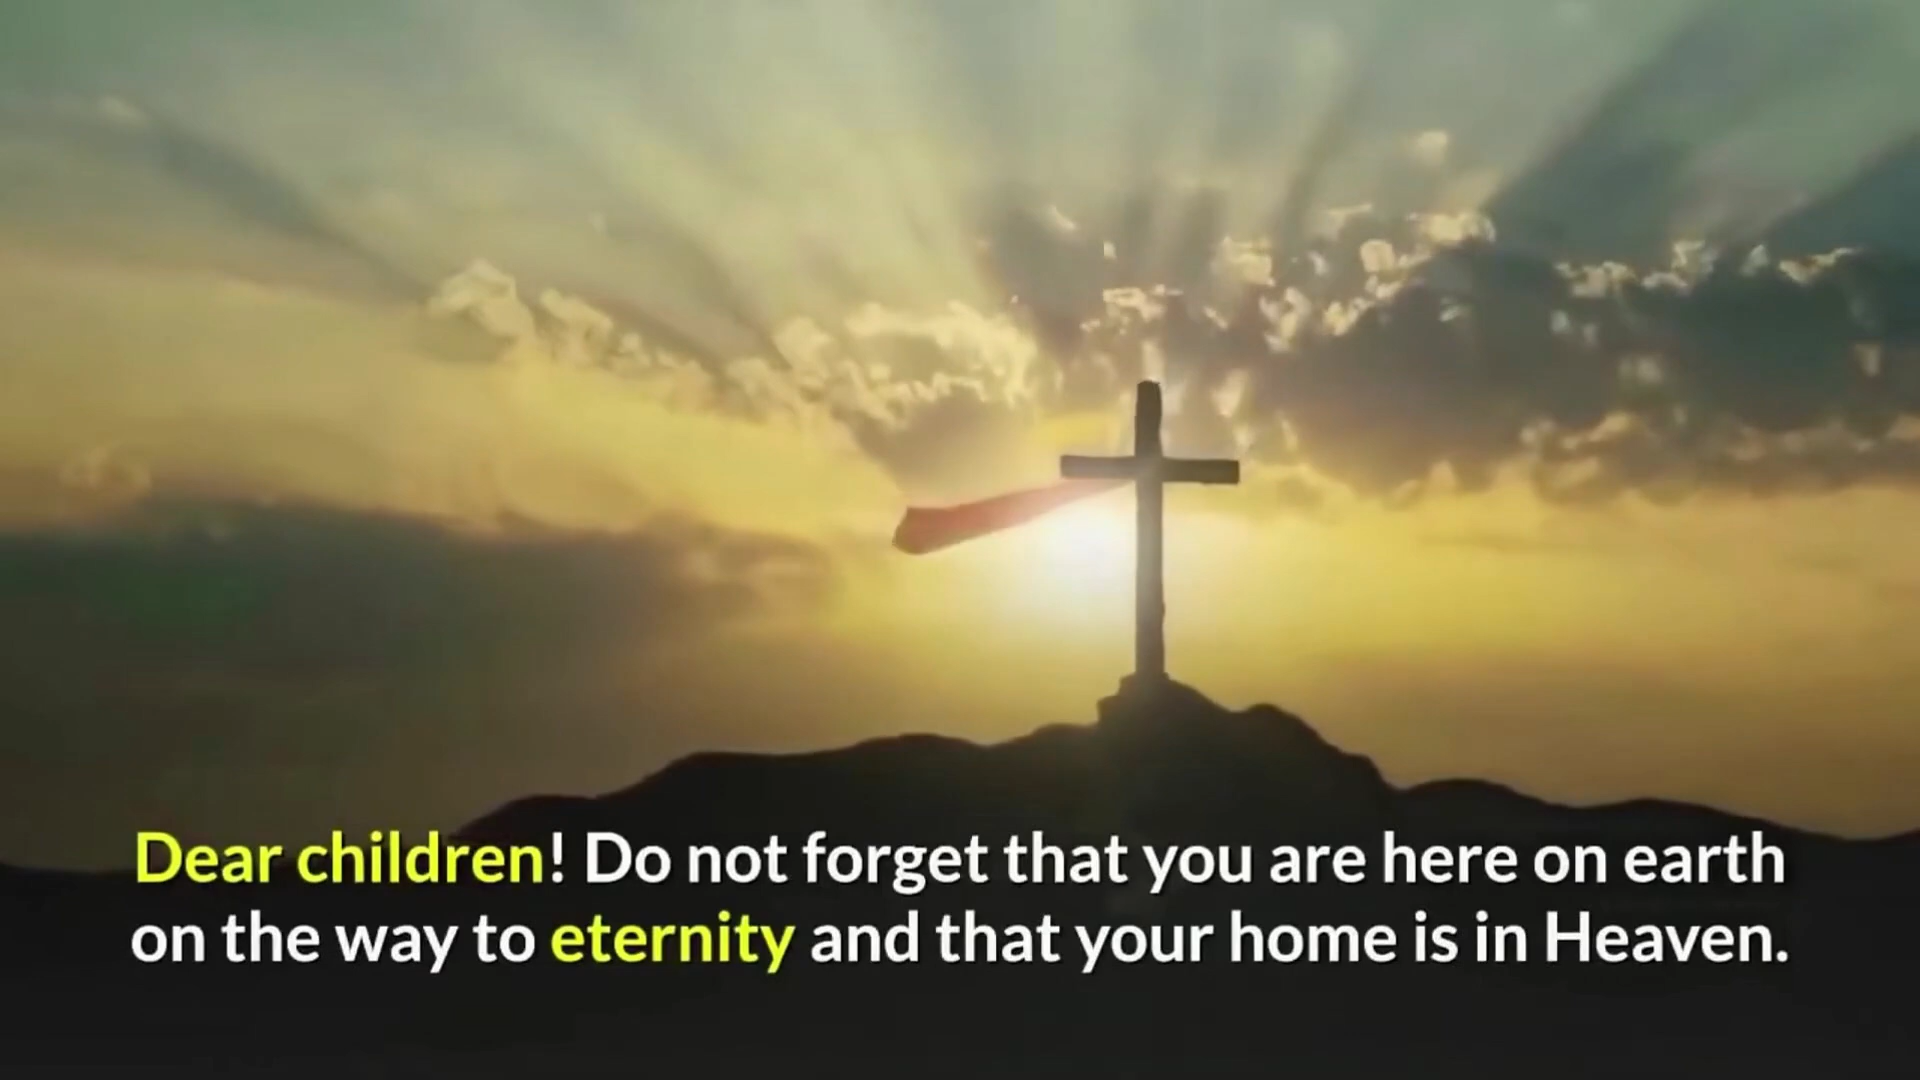 Dear children! Do not forget that you are here on earth
on the way to eternity and that your home is in Heaven.